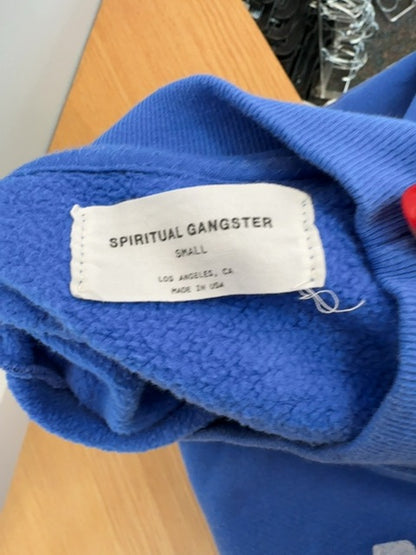 SPIRITUAL GANGSTER
SMALL
LOS ANGELES, CA
MADE IN USA